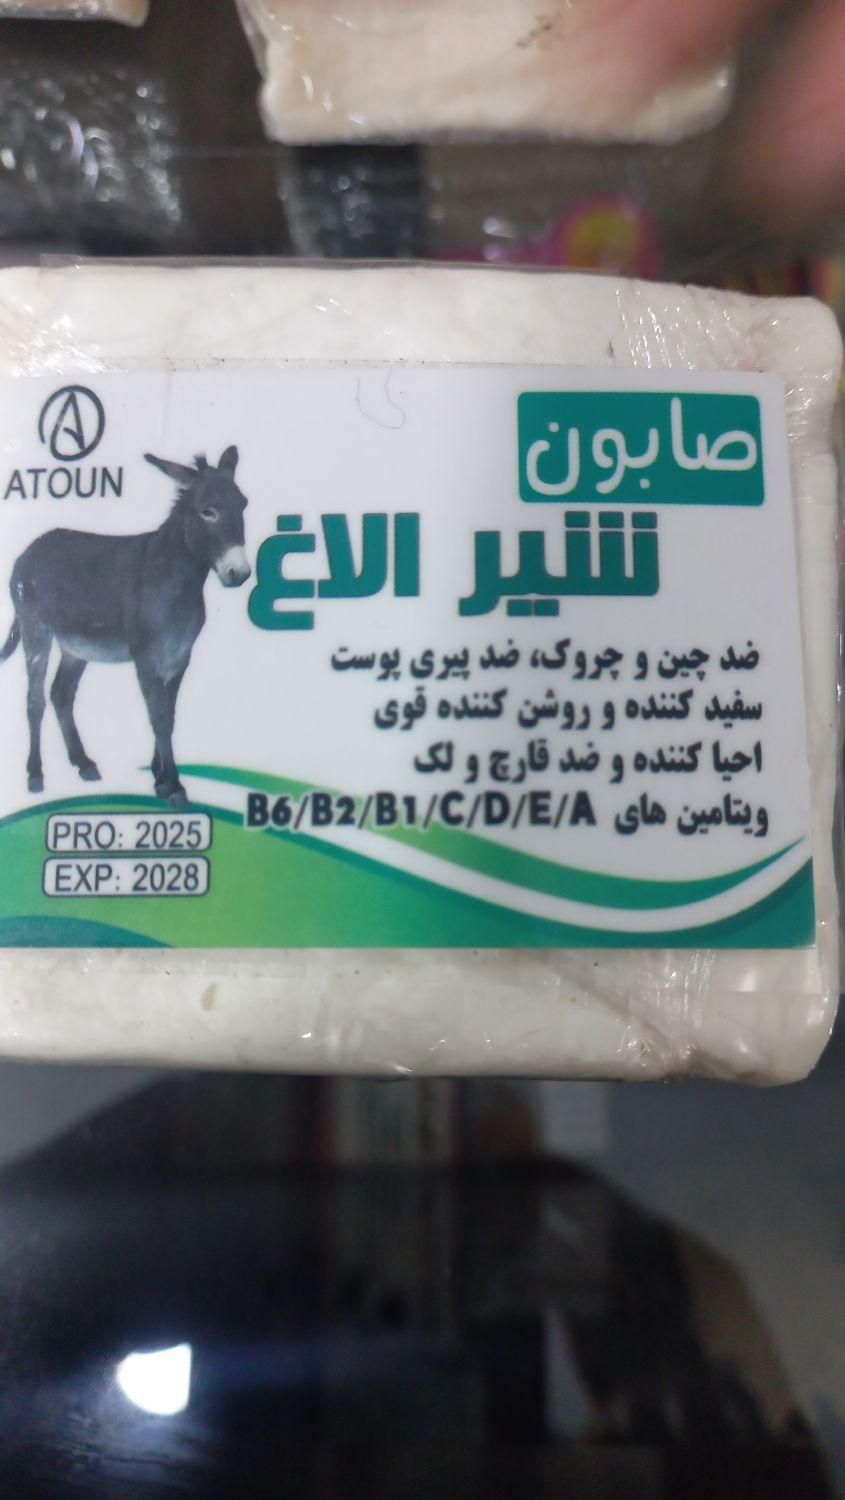 ATOUN
صابون
شیر الاغ
ضد چین و چروک، ضد پیری پوست
سفید کننده و روشن کننده قوی
احیا کننده و ضد قارچ و لک
ویتامین های B6/B2/B1/C/D/E/A
PRO: 2025
EXP: 2028